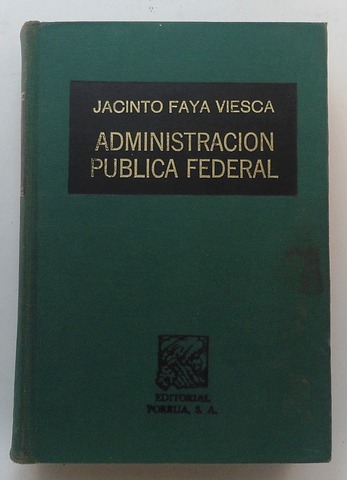 JACINTO FAYA VIESCA
ADMINISTRACION
PUBLICA FEDERAL
EDITORIAL
PORRUA, S. A.